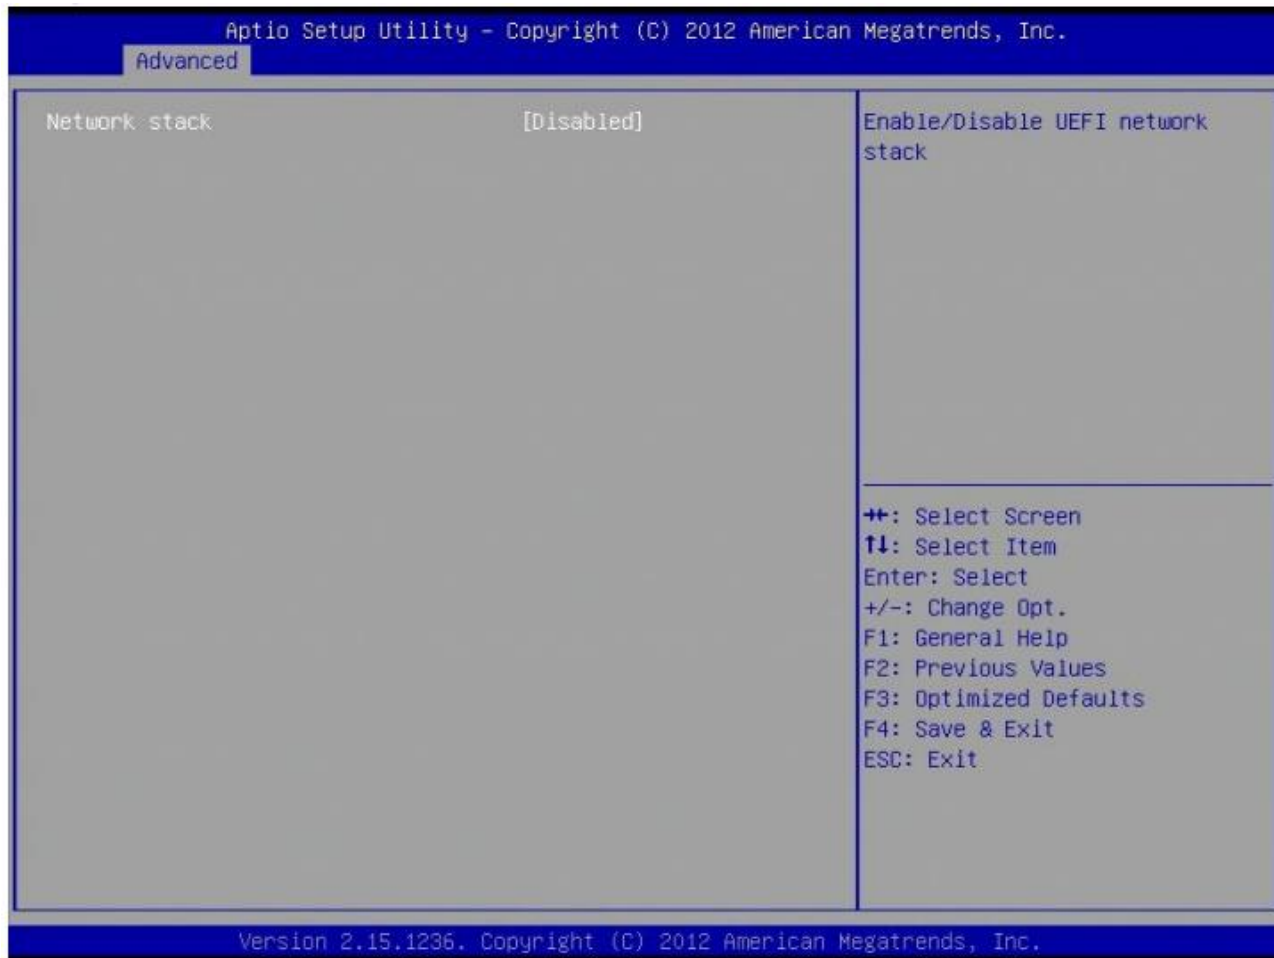 Aptio Setup Utility – Copyright (C) 2012 American Megatrends, Inc.
Advanced
Network stack [Disabled]
Enable/Disable UEFI network
stack
→←: Select Screen
↑↓: Select Item
Enter: Select
+/-: Change Opt.
F1: General Help
F2: Previous Values
F3: Optimized Defaults
F4: Save & Exit
ESC: Exit
Version 2.15.1236. Copyright (C) 2012 American Megatrends, Inc.